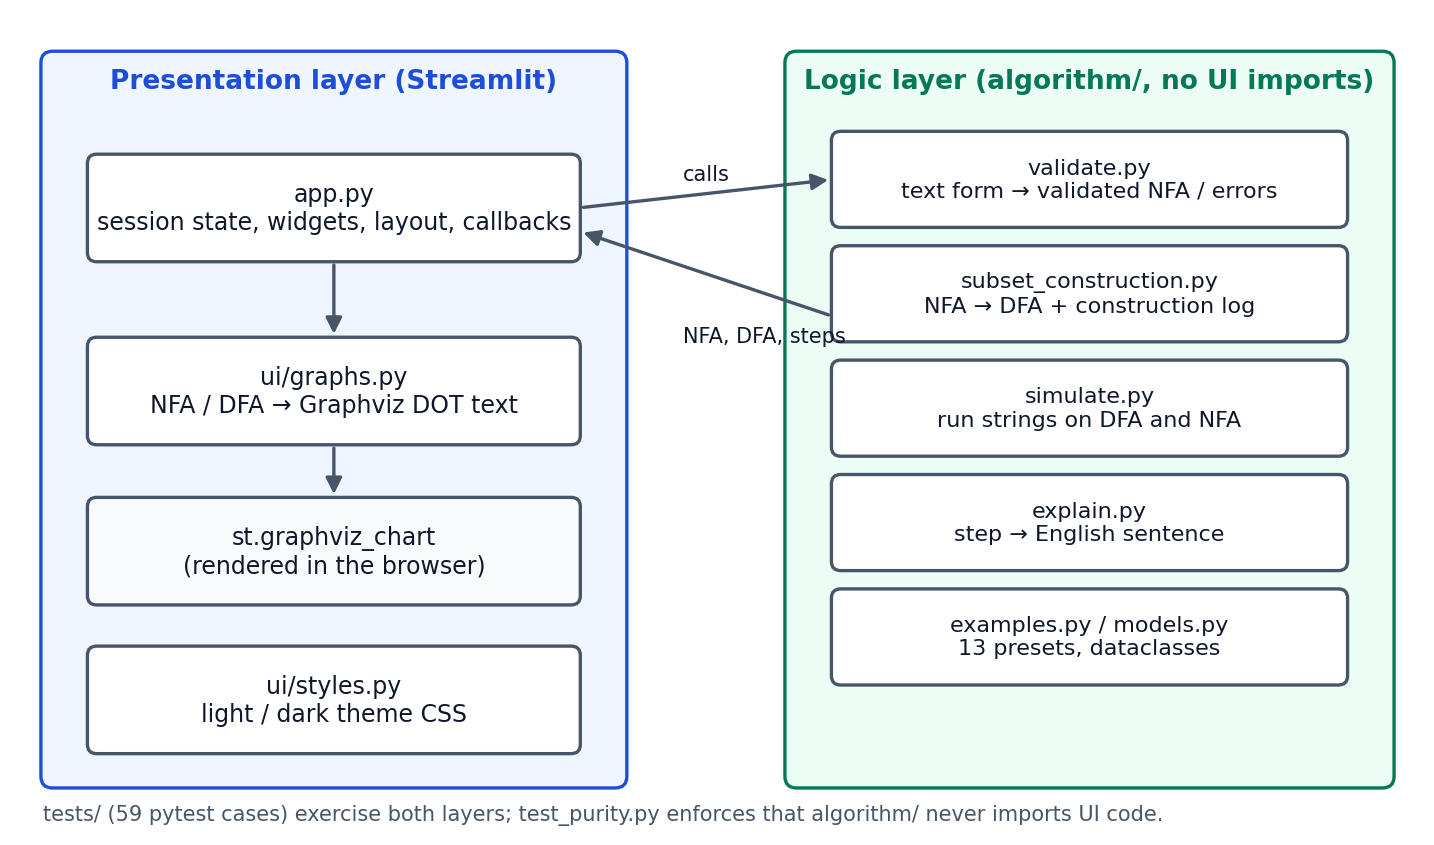 Presentation layer (Streamlit)
app.py
session state, widgets, layout, callbacks
ui/graphs.py
NFA / DFA → Graphviz DOT text
st.graphviz_chart
(rendered in the browser)
ui/styles.py
light / dark theme CSS
calls
NFA, DFA, steps
Logic layer (algorithm/, no UI imports)
validate.py
text form → validated NFA / errors
subset_construction.py
NFA → DFA + construction log
simulate.py
run strings on DFA and NFA
explain.py
step → English sentence
examples.py / models.py
13 presets, dataclasses
tests/ (59 pytest cases) exercise both layers; test_purity.py enforces that algorithm/ never imports UI code.